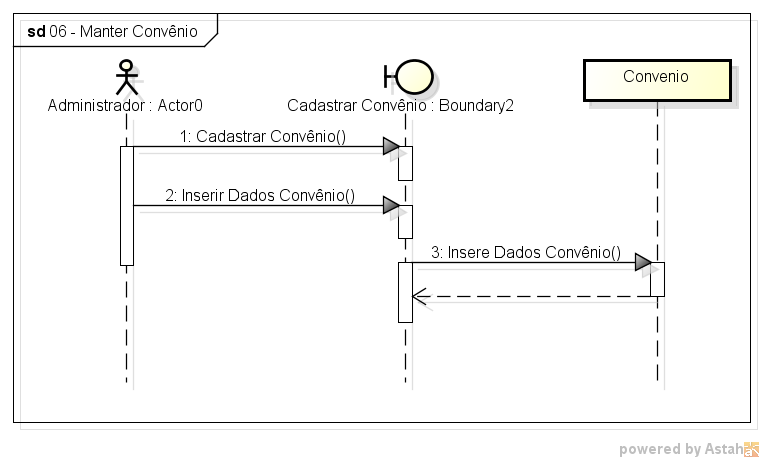 sd 06 - Manter Convênio
Administrador : Actor0
Cadastrar Convênio : Boundary2
Convenio
1: Cadastrar Convênio()
2: Inserir Dados Convênio()
3: Insere Dados Convênio()
powered by Astah